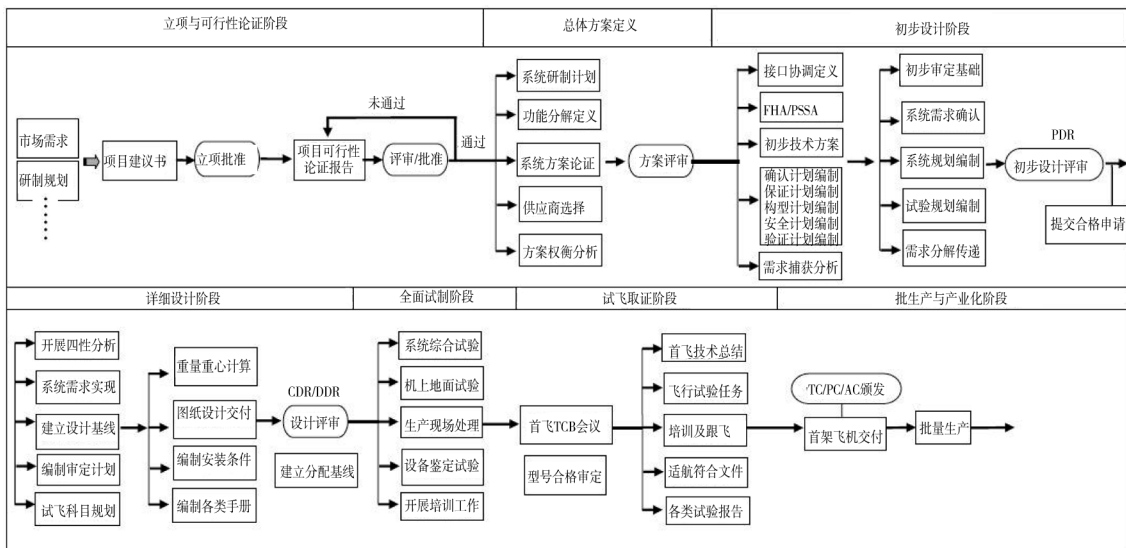 立项与可行性论证阶段
总体方案定义
初步设计阶段
市场需求
研制规划
项目建议书
立项批准
项目可行性
论证报告
未通过
评审/批准
通过
系统研制计划
功能分解定义
系统方案论证
供应商选择
方案权衡分析
方案评审
接口协调定义
FHA/PSSA
初步技术方案
确认计划编制
保证计划编制
构型计划编制
安全计划编制
验证计划编制
需求捕获分析
初步审定基础
系统需求确认
系统规划编制
试验规划编制
需求分解传递
PDR
初步设计评审
提交合格申请
详细设计阶段
全面试制阶段
试飞取证阶段
批生产与产业化阶段
开展四性分析
系统需求实现
建立设计基线
编制审定计划
试飞科目规划
重量重心计算
图纸设计交付
编制安装条件
编制各类手册
CDR/DDR
设计评审
建立分配基线
系统综合试验
机上地面试验
生产现场处理
设备鉴定试验
开展培训工作
首飞TCB会议
型号合格审定
首飞技术总结
飞行试验任务
培训及跟飞
适航符合文件
各类试验报告
TC/PC/AC颁发
首架飞机交付
批量生产